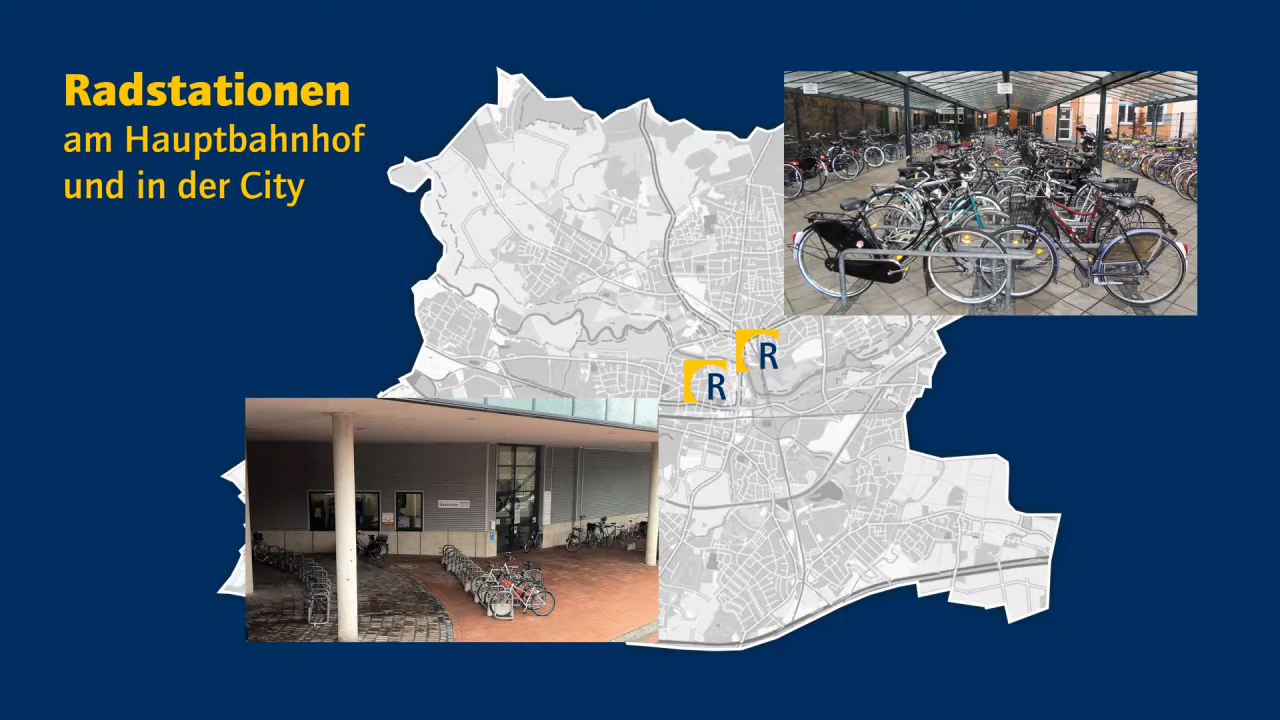 Radstationen
am Hauptbahnhof
und in der City
R
R